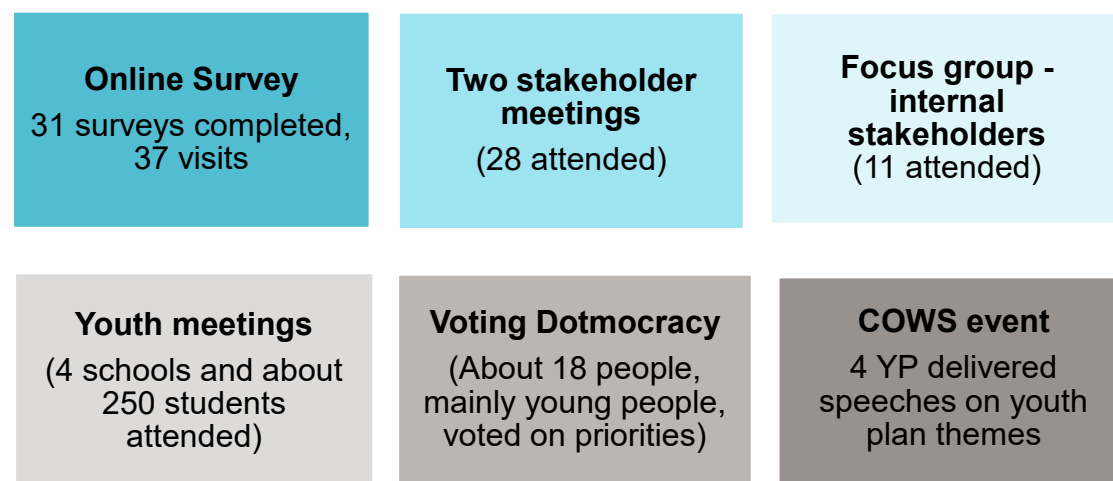 Online Survey
31 surveys completed,
37 visits
Two stakeholder
meetings
(28 attended)
Focus group -
internal
stakeholders
(11 attended)
Youth meetings
(4 schools and about
250 students
attended)
Voting Dotmocracy
(About 18 people,
mainly young people,
voted on priorities)
COWS event
4 YP delivered
speeches on youth
plan themes